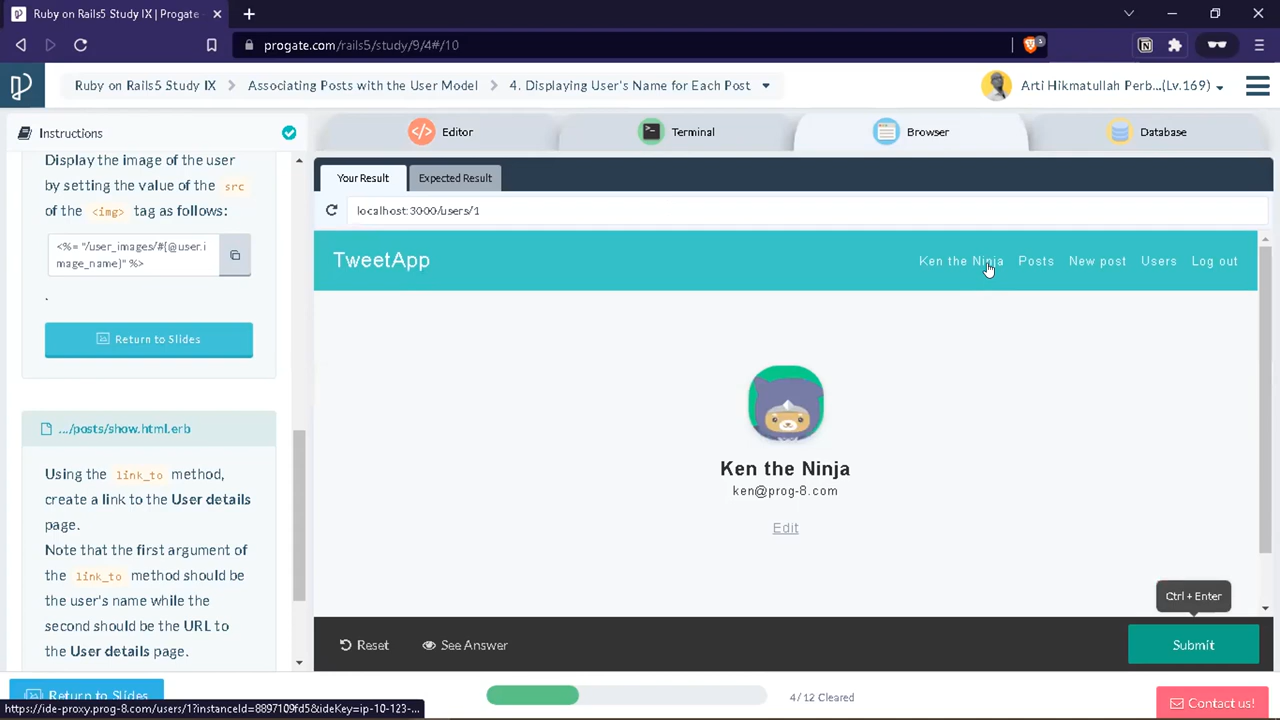 Ruby on Rails5 Study IX | Progate
progate.com/rails5/study/9/4#/10
3
Ruby on Rails5 Study IX
Associating Posts with the User Model
4. Displaying User's Name for Each Post
Arti Hikmatullah Perb...(Lv.169)
Instructions
Editor
Terminal
Browser
Database
Display the image of the user
by setting the value of the src
of the <img> tag as follows:
<%= "/user_images/#{@user.i
mage_name}" %>
.
Return to Slides
.../posts/show.html.erb
Using the link_to method,
create a link to the User details
page.
Note that the first argument of
the link_to method should be
the user's name while the
second should be the URL to
the User details page.
Your Result
Expected Result
localhost:3000/users/1
TweetApp
Ken the Ninja
Posts
New post
Users
Log out
Ken the Ninja
ken@prog-8.com
Edit
Ctrl + Enter
Reset
See Answer
Submit
Return to Slides
4/12 Cleared
Contact us!